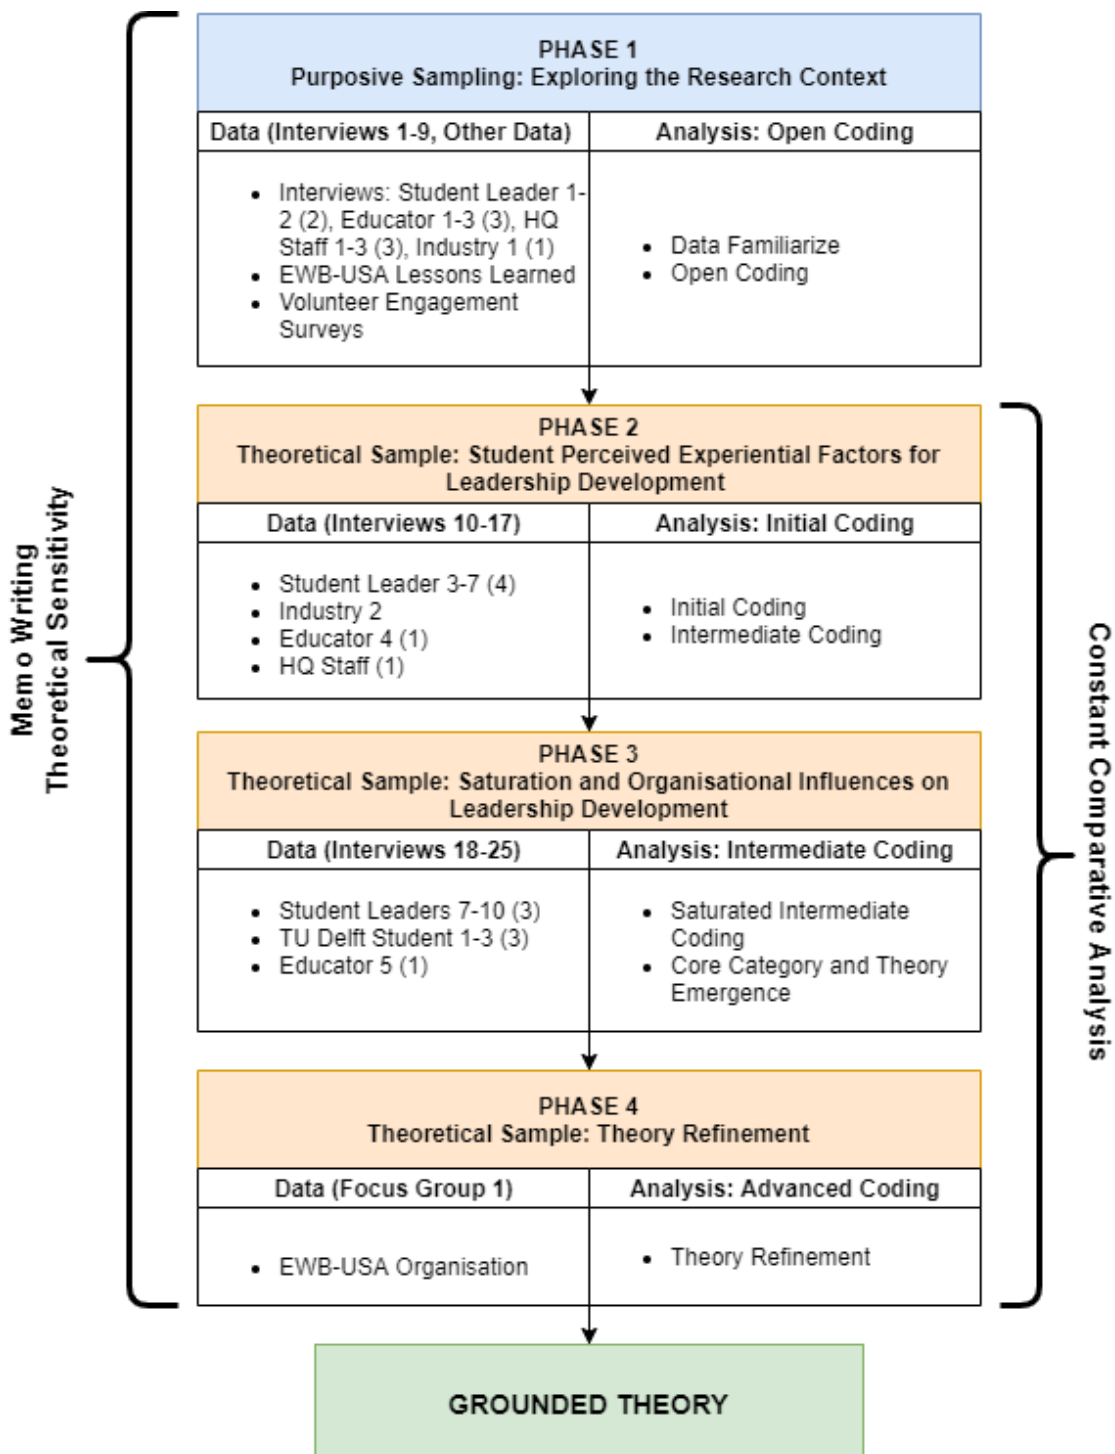 PHASE 1
Purposive Sampling: Exploring the Research Context
Data (Interviews 1-9, Other Data)
Analysis: Open Coding
• Interviews: Student Leader 1-
2 (2), Educator 1-3 (3), HQ
Staff 1-3 (3), Industry 1 (1)
• EWB-USA Lessons Learned
• Volunteer Engagement
Surveys
• Data Familiarize
• Open Coding
PHASE 2
Theoretical Sample: Student Perceived Experiential Factors for
Leadership Development
Data (Interviews 10-17)
Analysis: Initial Coding
• Student Leader 3-7 (4)
• Industry 2
• Educator 4 (1)
• HQ Staff (1)
• Initial Coding
• Intermediate Coding
PHASE 3
Theoretical Sample: Saturation and Organisational Influences on
Leadership Development
Data (Interviews 18-25)
Analysis: Intermediate Coding
• Student Leaders 7-10 (3)
• TU Delft Student 1-3 (3)
• Educator 5 (1)
• Saturated Intermediate
Coding
• Core Category and Theory
Emergence
PHASE 4
Theoretical Sample: Theory Refinement
Data (Focus Group 1)
Analysis: Advanced Coding
• EWB-USA Organisation
• Theory Refinement
GROUNDED THEORY
Memo Writing
Theoretical Sensitivity
Constant Comparative Analysis